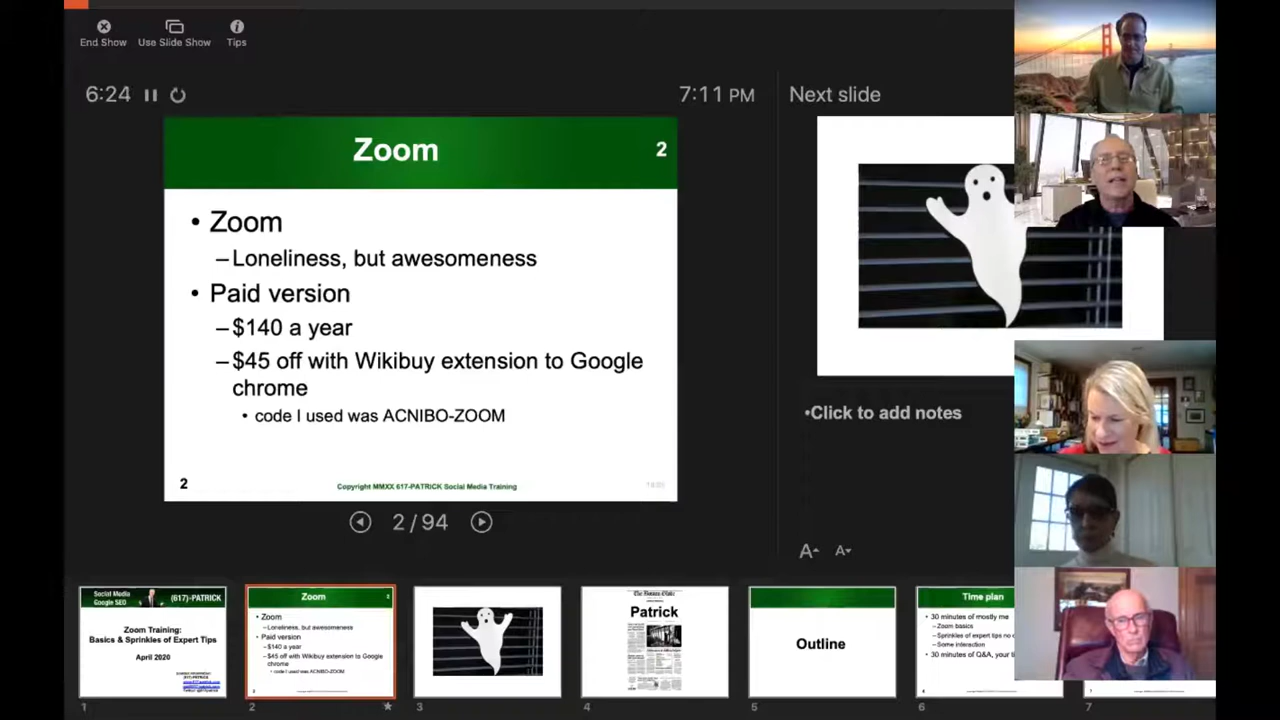 End Show
Use Slide Show
Tips
6:24
7:11 PM
Next slide
Zoom
2
• Zoom
–Loneliness, but awesomeness
• Paid version
–$140 a year
–$45 off with Wikibuy extension to Google
chrome
• code I used was ACNIBO-ZOOM
2
Copyright MMXX 617-PATRICK Social Media Training
•Click to add notes
2 / 94
A
A
Social Media
Google SEO
(617)-PATRICK
Zoom Training:
Basics & Sprinkles of Expert Tips
April 2020
Zoom
2
• Zoom
–Loneliness, but awesomeness
• Paid version
–$140 a year
–$45 off with Wikibuy extension to Google
chrome
• code I used was ACNIBO-ZOOM
The Boston Globe
Patrick
Outline
Time plan
• 30 minutes of mostly me
–Zoom basics
–Sprinkles of expert tips
–Some interaction
• 30 minutes of Q&A,
1
2
3
4
5
6
7